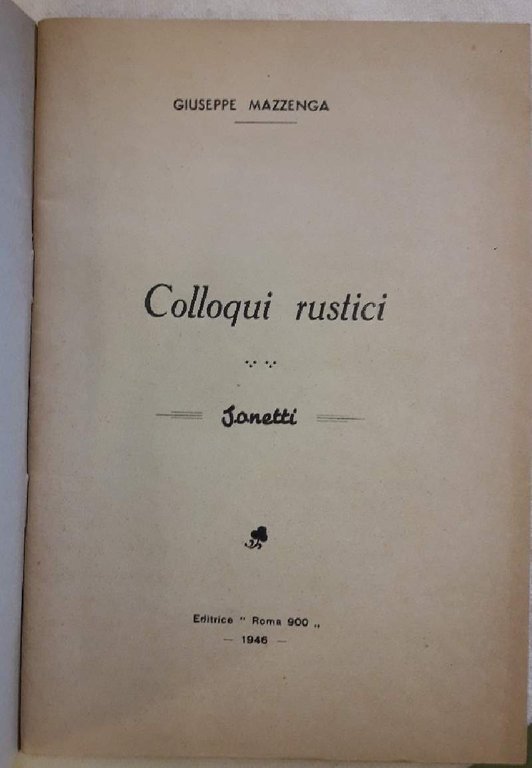 GIUSEPPE MAZZENGA
Colloqui rustici
Sonetti
Editrice " Roma 900 „
— 1946 —